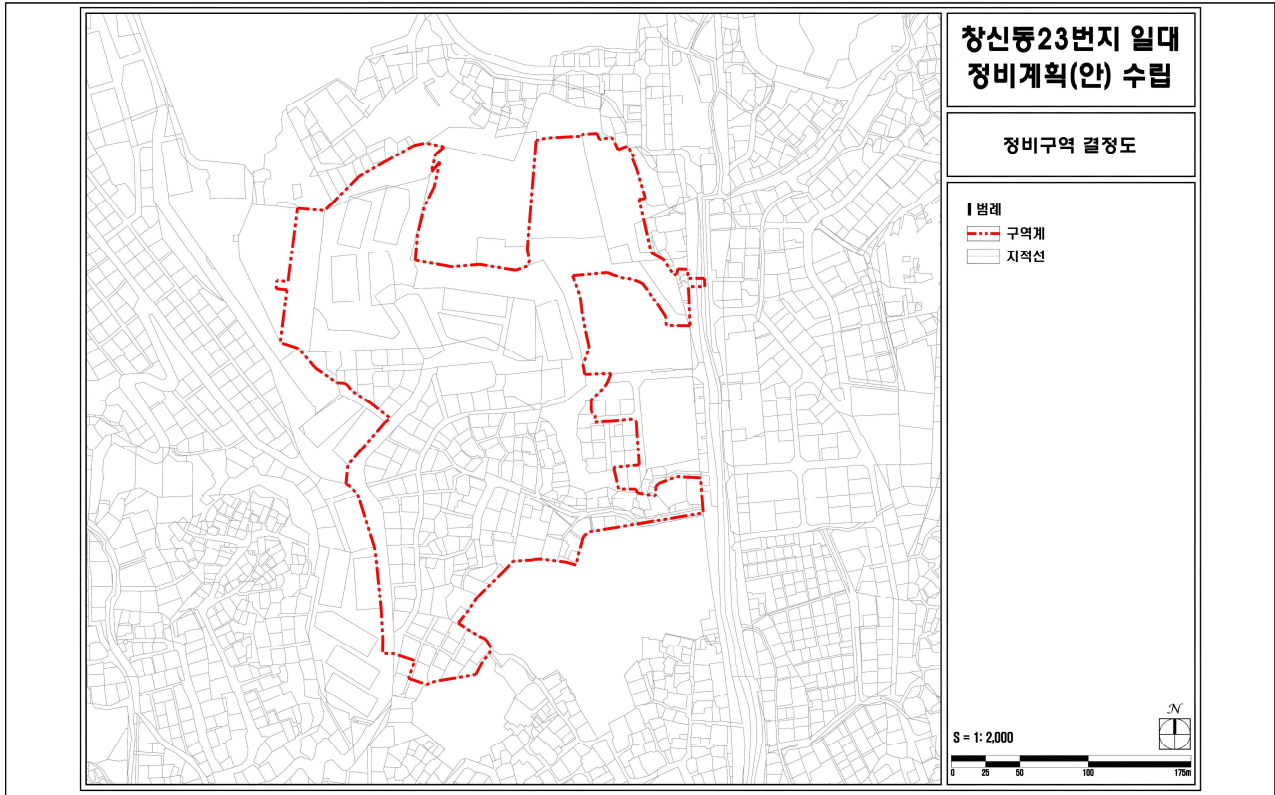 창신동23번지 일대
정비계획(안) 수립
정비구역 결정도
범례
구역계
지적선
N
S = 1: 2,000
0 25 50 100 175m